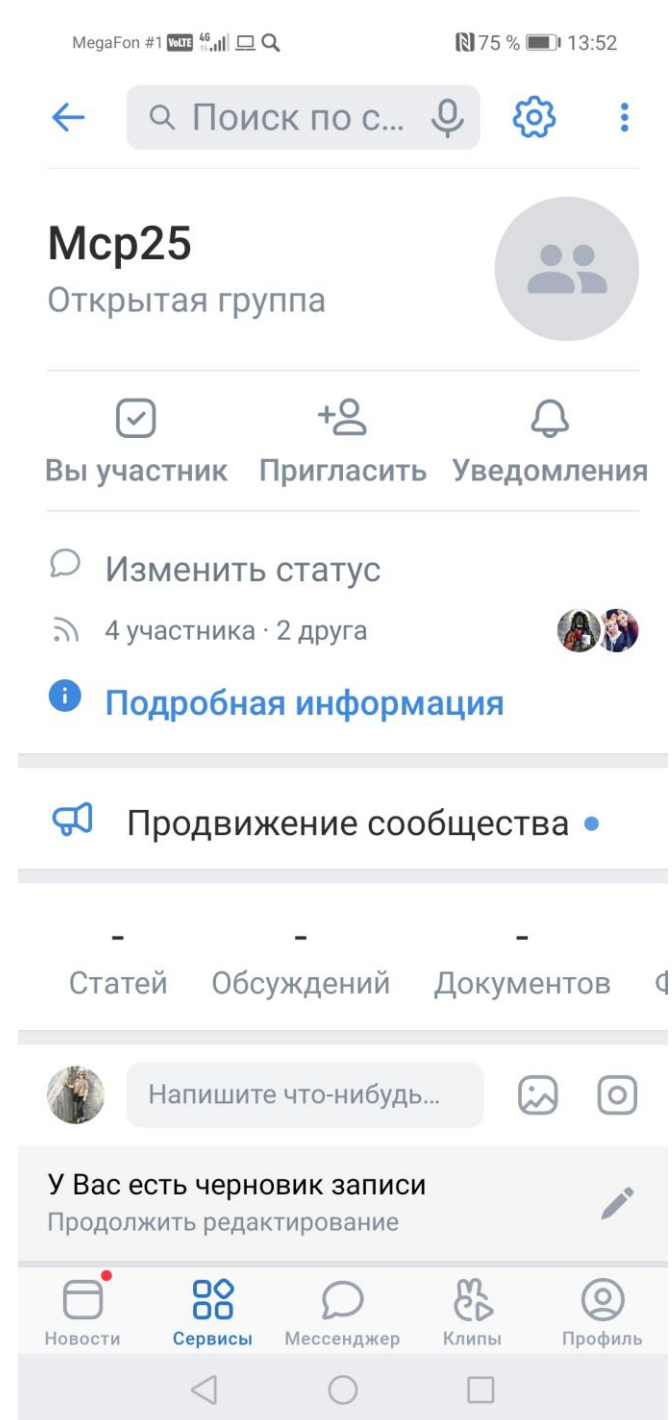 MegaFon #1 VoLTE 4G 75 % 13:52
Поиск по с...
Мср25
Открытая группа
Вы участник Пригласить Уведомления
Изменить статус
4 участника · 2 друга
Подробная информация
Продвижение сообщества
- - -
Статей Обсуждений Документов Ф
У Вас есть черновик записи
Напишите что-нибудь...
Продолжить редактирование
Новости Сервисы Мессенджер Клипы Профиль